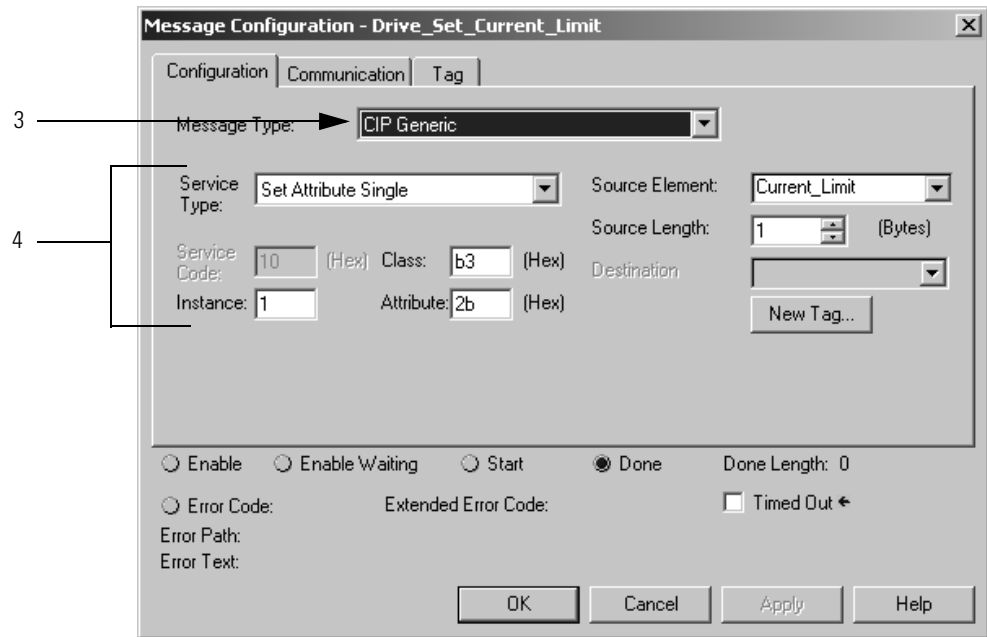 Message Configuration - Drive_Set_Current_Limit
Configuration Communication Tag
3
Message Type: CIP Generic
4
Service Type: Set Attribute Single
Source Element: Current_Limit
Source Length: 1 (Bytes)
Service Code: 10 (Hex) Class: b3 (Hex)
Destination
Instance: 1 Attribute: 2b (Hex)
New Tag...
Enable Enable Waiting Start Done Done Length: 0
Error Code: Extended Error Code: Timed Out
Error Path:
Error Text:
OK Cancel Apply Help